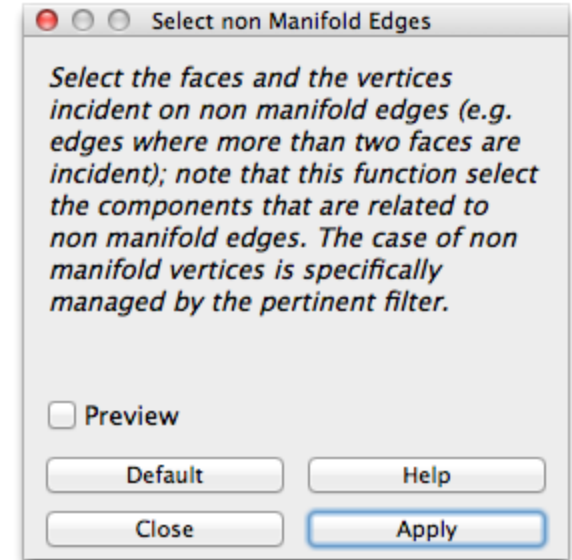 Select non Manifold Edges
Select the faces and the vertices
incident on non manifold edges (e.g.
edges where more than two faces are
incident); note that this function select
the components that are related to
non manifold edges. The case of non
manifold vertices is specifically
managed by the pertinent filter.
Preview
Default Help
Close Apply